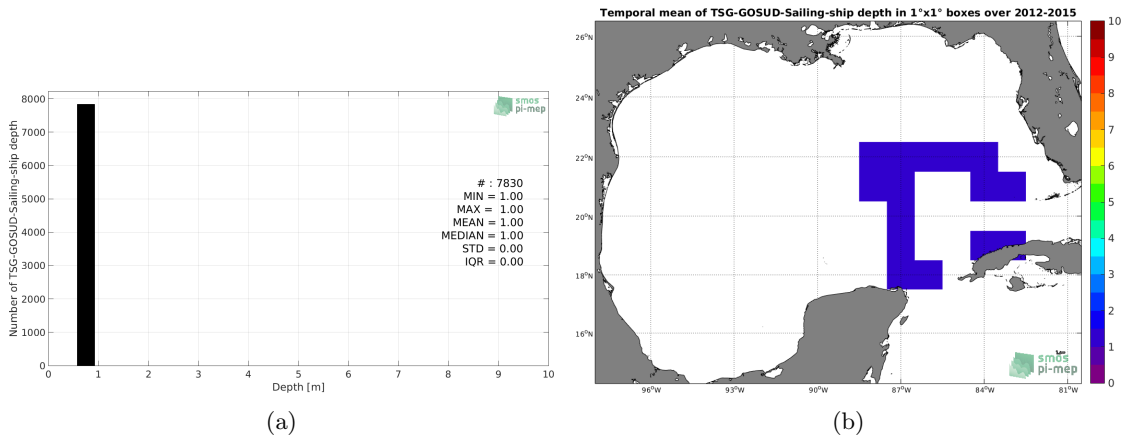 Number of TSG-GOSUD-Sailing-ship depth
8000
7000
6000
5000
4000
3000
2000
1000
0
smos
pi-mep
# : 7830
MIN = 1.00
MAX = 1.00
MEAN = 1.00
MEDIAN = 1.00
STD = 0.00
IQR = 0.00
0 1 2 3 4 5 6 7 8 9 10
Depth [m]
(a)
Temporal mean of TSG-GOSUD-Sailing-ship depth in 1°x1° boxes over 2012-2015
26°N
24°N
22°N
20°N
18°N
16°N
96°W 93°W 90°W 87°W 84°W 81°W
smos
pi-mep
10
9
8
7
6
5
4
3
2
1
0
(b)